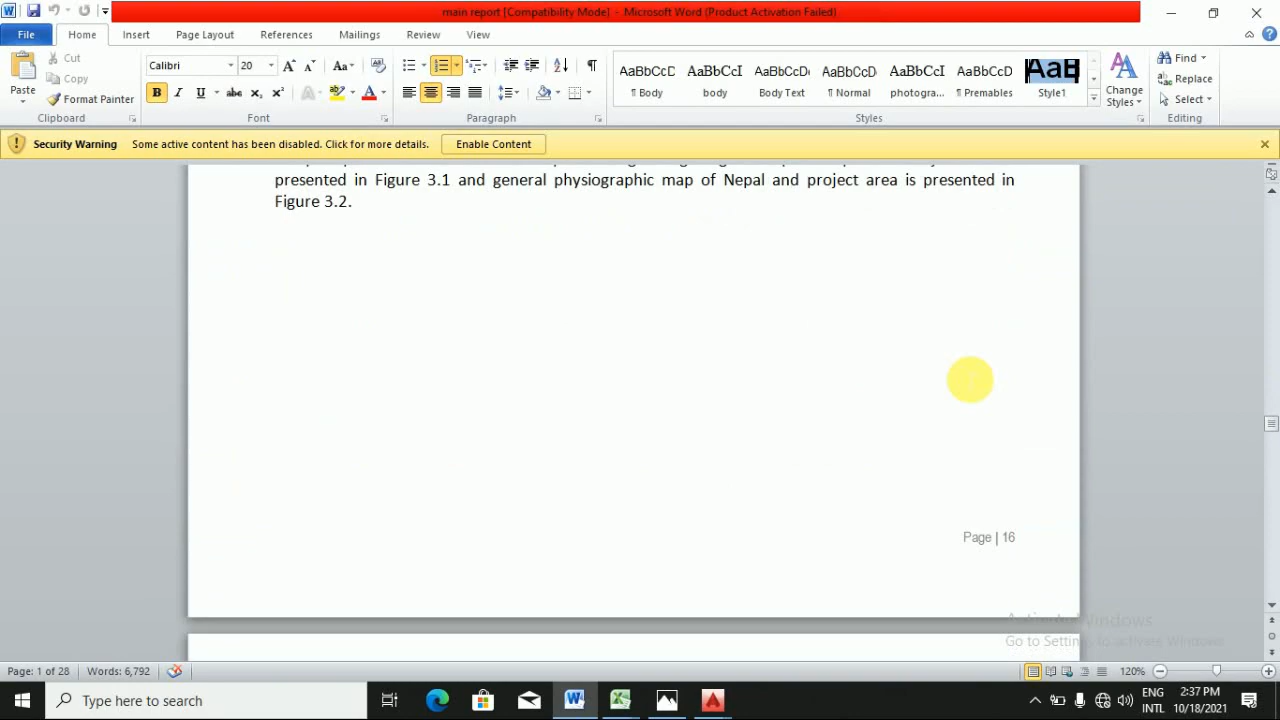 main report [Compatibility Mode] - Microsoft Word (Product Activation Failed)
File Home Insert Page Layout References Mailings Review View
Cut
Copy
Format Painter
Paste
Clipboard
Calibri 20
Font
Paragraph
AaBbCcD AaBbCcI AaBbCcD AaBbCcD AaBbCcI AaBbCcD AaB
¶ Body body Body Text ¶ Normal photogra... ¶ Premables Style1
Styles
Change Styles
Find
Replace
Select
Editing
Security Warning Some active content has been disabled. Click for more details. Enable Content
presented in Figure 3.1 and general physiographic map of Nepal and project area is presented in
Figure 3.2.
Page | 16
Activate Windows
Go to Settings to activate Windows.
Page: 1 of 28 Words: 6,792 120%
Type here to search
ENG 2:37 PM
INTL 10/18/2021